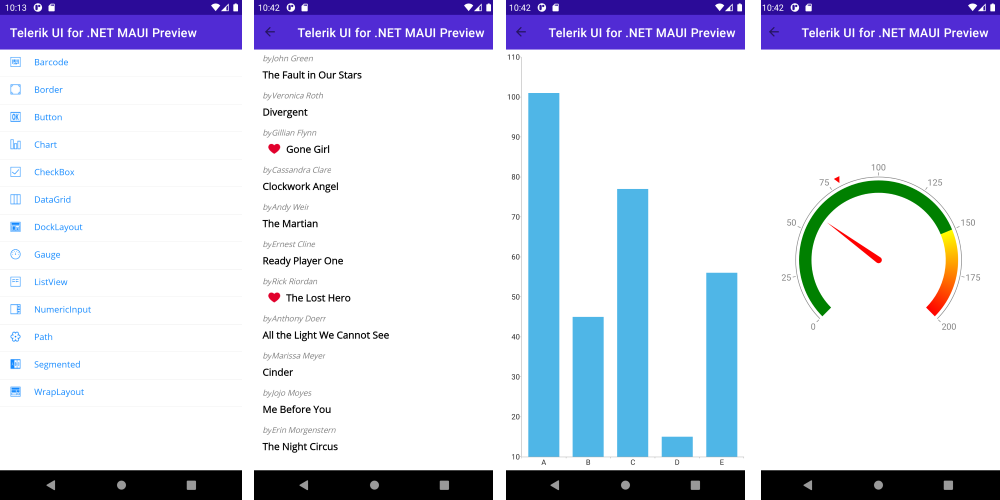 10:13
Telerik UI for .NET MAUI Preview
Barcode
Border
Button
Chart
CheckBox
DataGrid
DockLayout
Gauge
ListView
NumericInput
Path
Segmented
WrapLayout
10:42
Telerik UI for .NET MAUI Preview
byJohn Green
The Fault in Our Stars
byVeronica Roth
Divergent
byGillian Flynn
Gone Girl
byCassandra Clare
Clockwork Angel
byAndy Weir
The Martian
byErnest Cline
Ready Player One
byRick Riordan
The Lost Hero
byAnthony Doerr
All the Light We Cannot See
byMarissa Meyer
Cinder
byJojo Moyes
Me Before You
byErin Morgenstern
The Night Circus
10:42
Telerik UI for .NET MAUI Preview
110
100
90
80
70
60
50
40
30
20
10
A B C D E
10:42
Telerik UI for .NET MAUI Preview
100
75 125
50 150
25 175
0 200